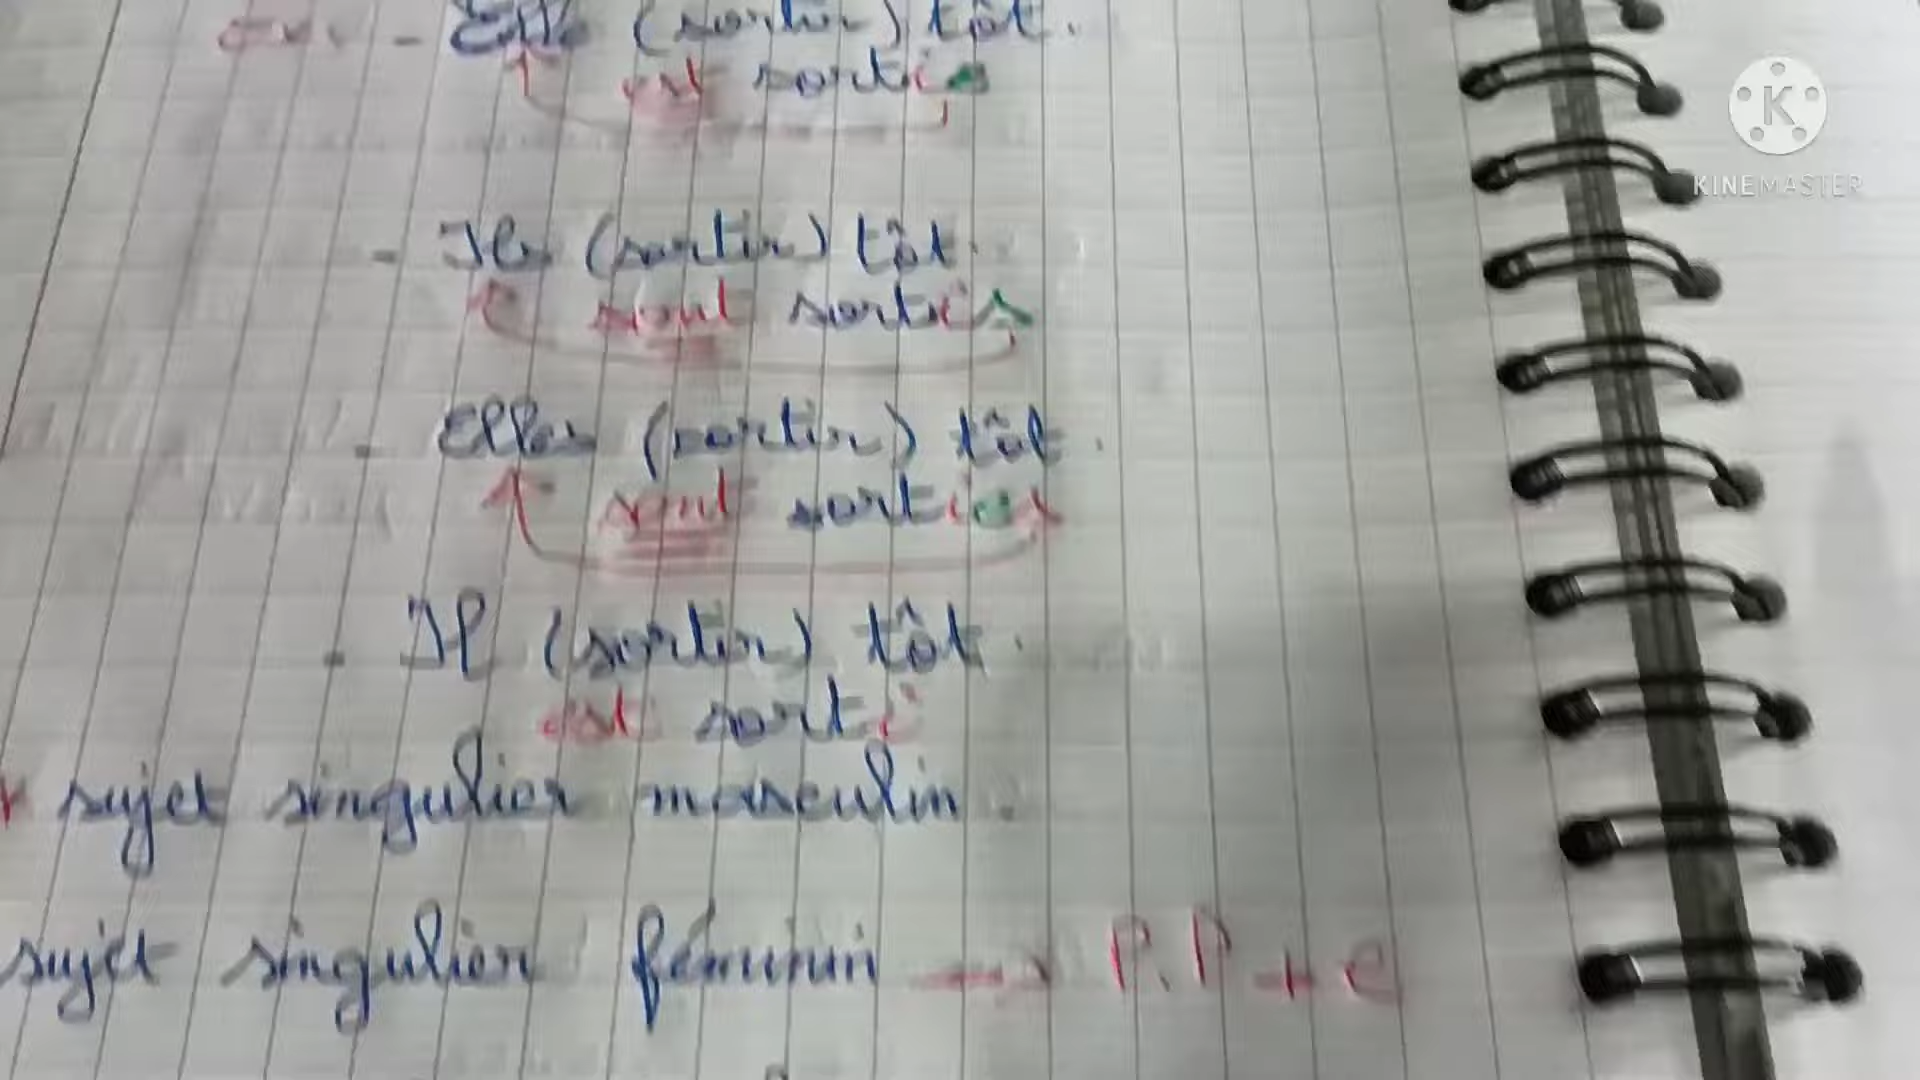 Ex: - Elle (sortir) tôt.
est sortie
- Ils (sortir) tôt.
sont sortis
- Elles (sortir) tôt.
sont sorties
- Il (sortir) tôt.
est sorti
sujet singulier masculin.
sujet singulier féminin → P.P + e
K
KINEMASTER